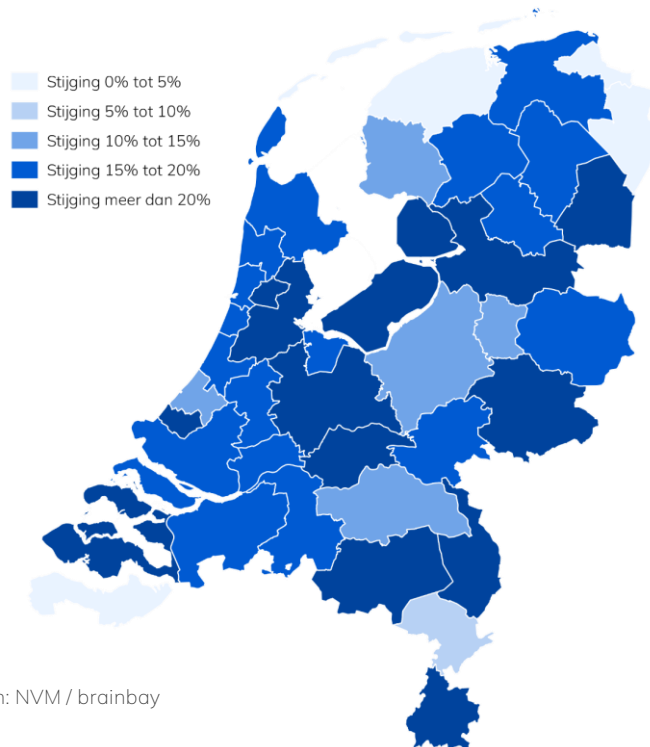 Stijging 0% tot 5%
Stijging 5% tot 10%
Stijging 10% tot 15%
Stijging 15% tot 20%
Stijging meer dan 20%
: NVM / brainbay